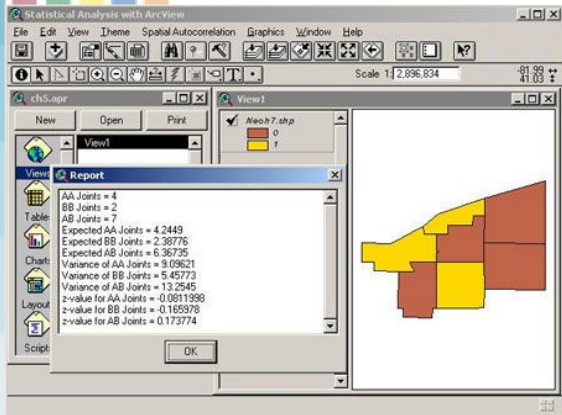 Statistical Analysis with ArcView
File Edit View Theme Spatial Autocorrelation Graphics Window Help
Scale 1: 2,896,834
-81.99
41.03
ch5.apr
New Open Print
Views
View1
Tables
Charts
Layout
Scripts
View1
Neoh7.shp
0
1
Report
AA Joints = 4
BB Joints = 2
AB Joints = 7
Expected AA Joints = 4.2449
Expected BB Joints = 2.38776
Expected AB Joints = 6.36735
Variance of AA Joints = 9.09621
Variance of BB Joints = 5.45773
Variance of AB Joints = 13.2545
z-value for AA Joints = -0.0811998
z-value for BB Joints = -0.165978
z-value for AB Joints = 0.173774
OK